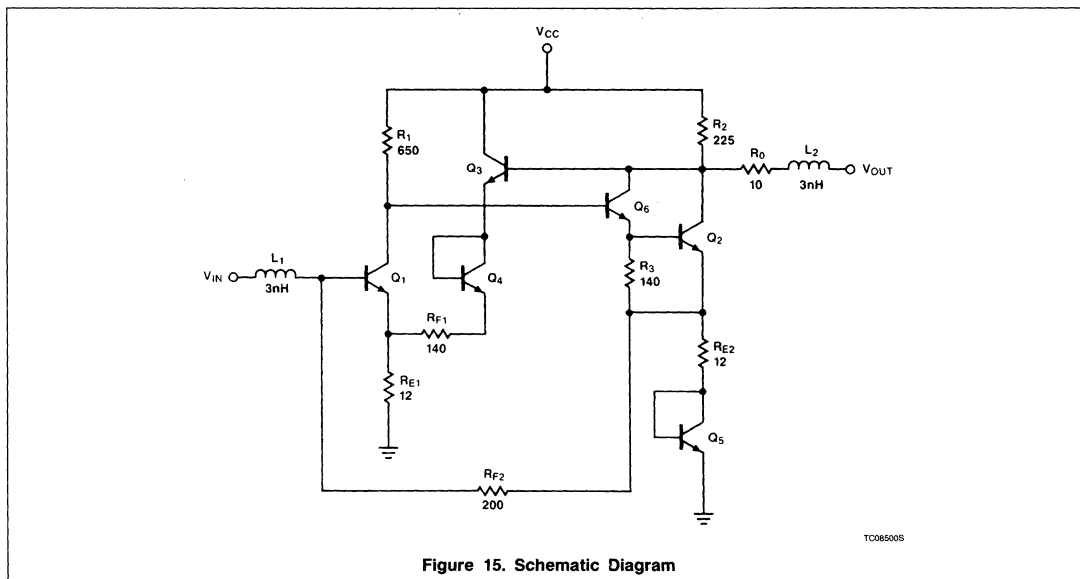 VCC
R1
650
R2
225
R0
10
L2
3nH
VOUT
Q3
Q6
Q2
L1
VIN
3nH
Q1
Q4
R3
140
RF1
140
RE1
12
RE2
12
Q5
RF2
200
TC08500S
Figure 15. Schematic Diagram